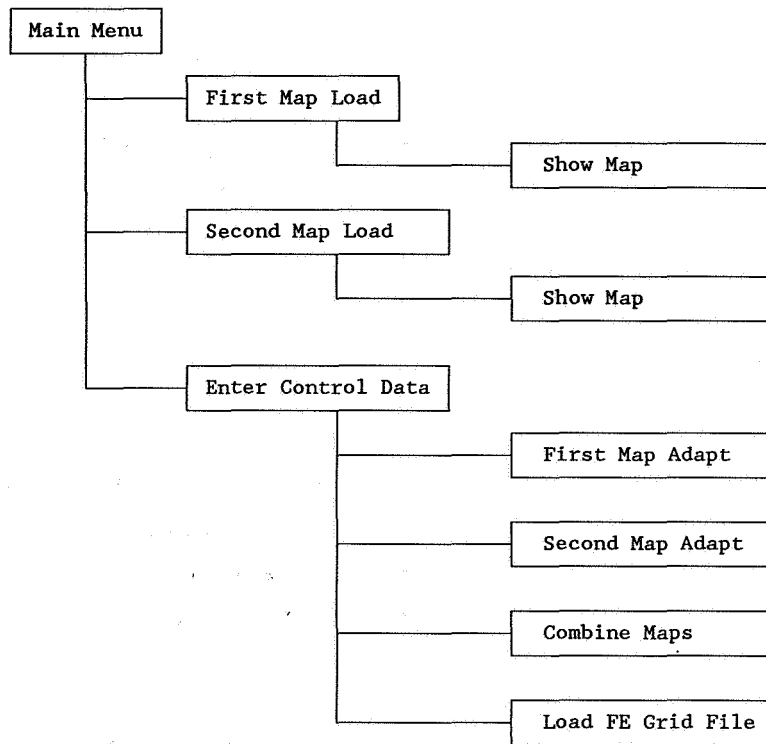 Main Menu
First Map Load
Show Map
Second Map Load
Show Map
Enter Control Data
First Map Adapt
Second Map Adapt
Combine Maps
Load FE Grid File